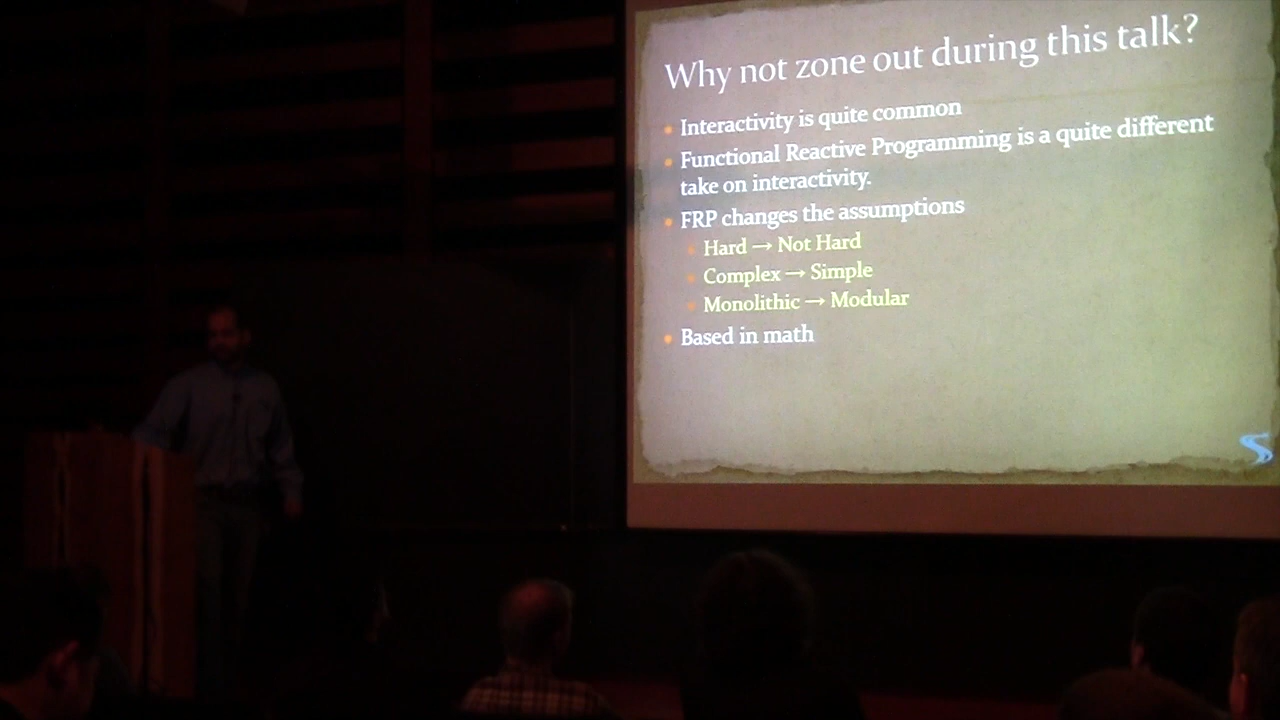 Why not zone out during this talk?
Interactivity is quite common
Functional Reactive Programming is a quite different
take on interactivity.
FRP changes the assumptions
Hard → Not Hard
Complex → Simple
Monolithic → Modular
Based in math